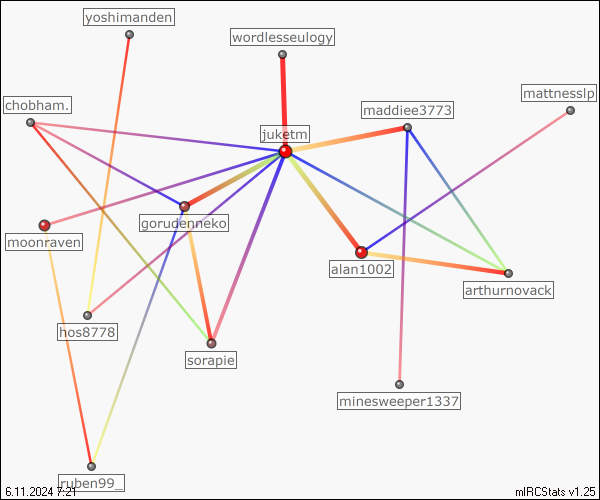 yoshimanden
wordlesseulogy
mattnesslp
chobham.
maddiee3773
juketm
gorudenneko
moonraven
alan1002
arthurnovack
hos8778
sorapie
minesweeper1337
ruben99_
6.11.2024 7:21
mIRCStats v1.25